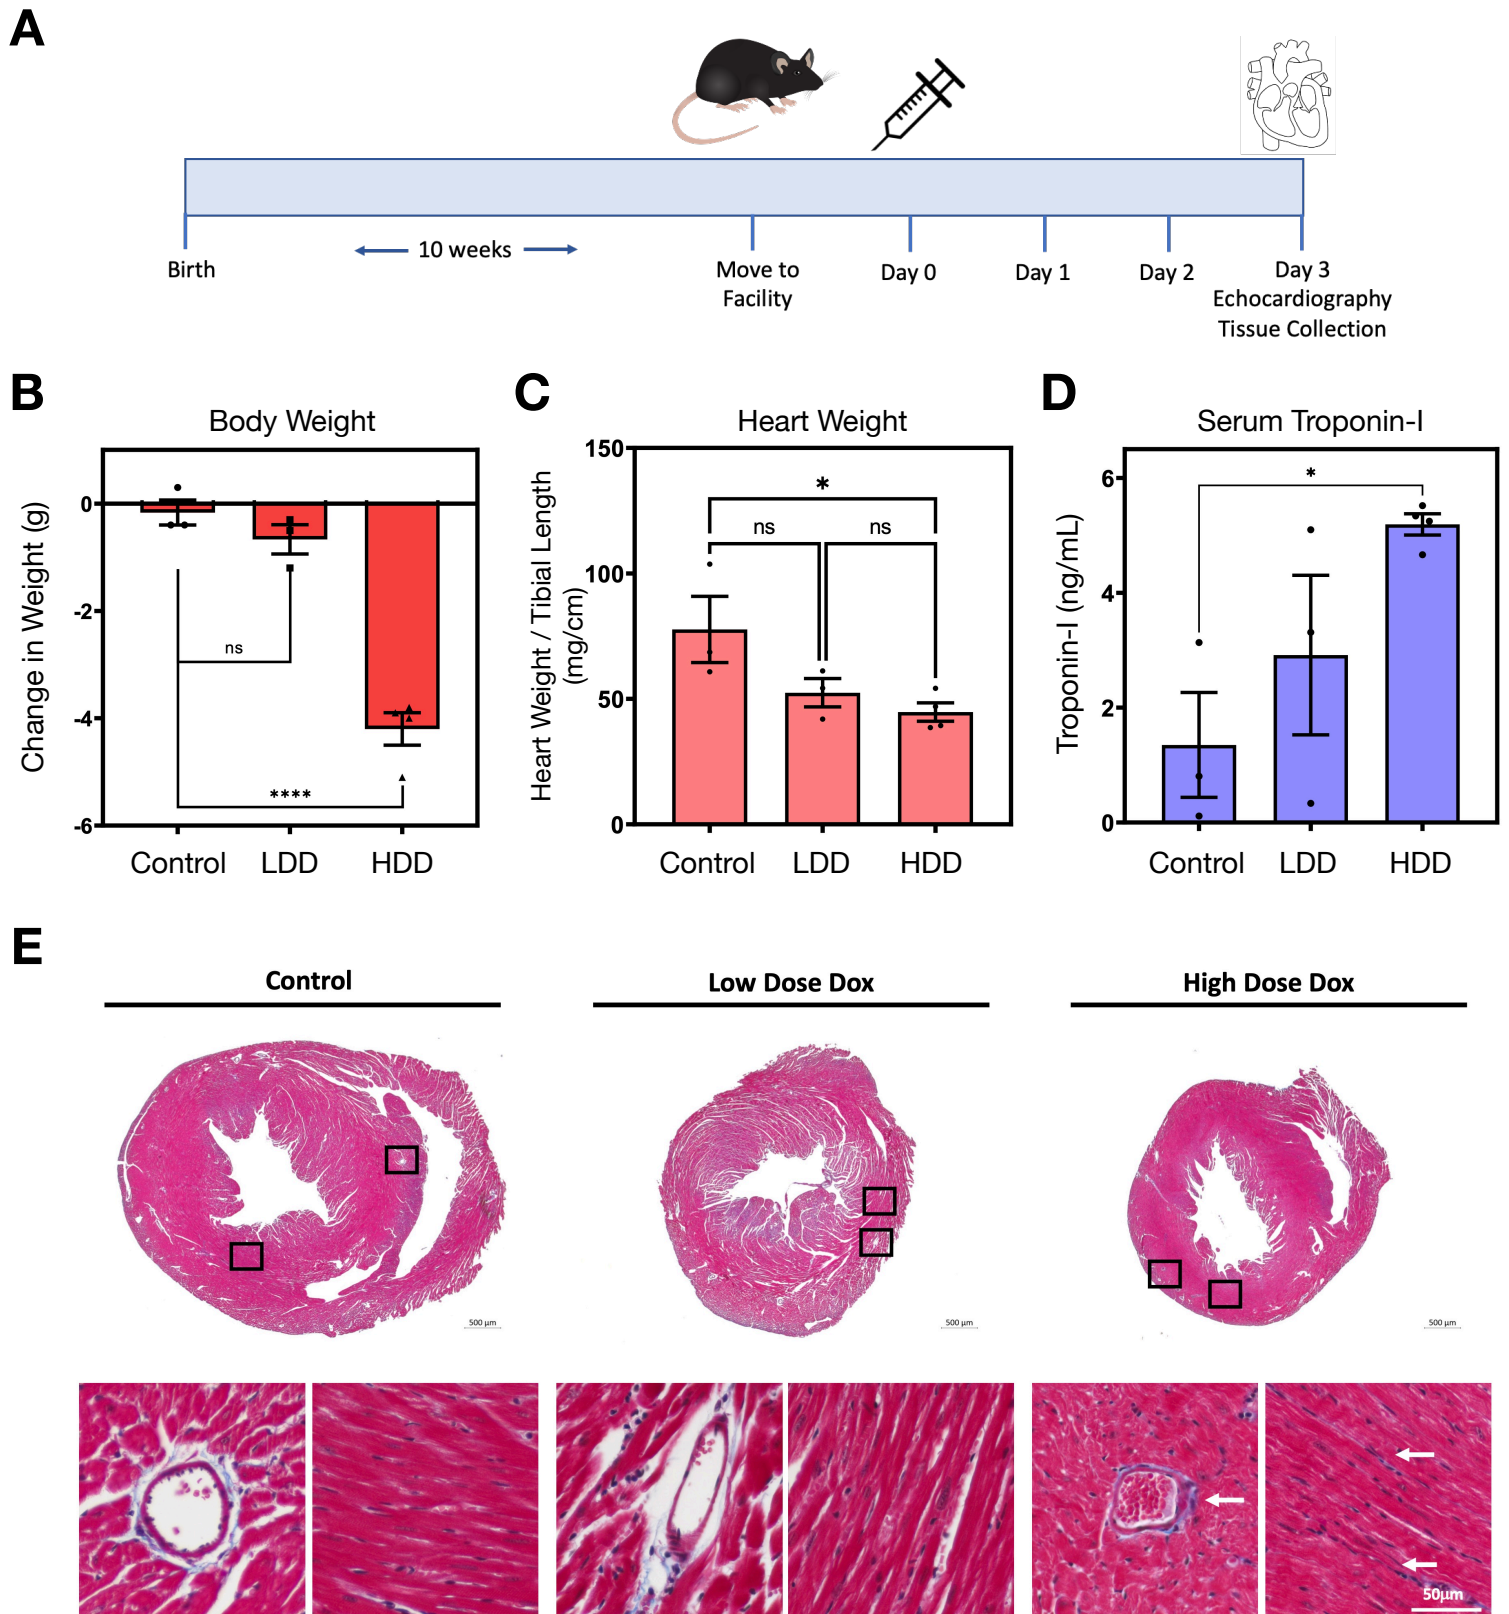 A
10 weeks
Birth
Move to
Facility
Day 0
Day 1
Day 2
Day 3
Echocardiography
Tissue Collection
B
Body Weight
Change in Weight (g)
0
-2
-4
-6
ns
****
Control
LDD
HDD
C
Heart Weight
Heart Weight / Tibial Length
(mg/cm)
150
100
50
0
*
ns
ns
Control
LDD
HDD
D
Serum Troponin-I
Troponin-I (ng/mL)
6
4
2
0
*
Control
LDD
HDD
E
Control
Low Dose Dox
High Dose Dox
500 µm
500 µm
500 µm
50µm